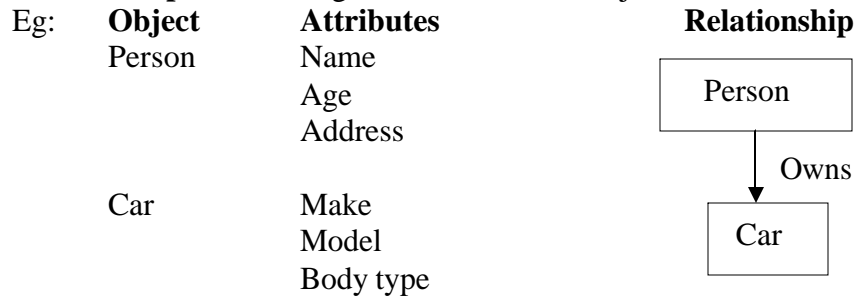 Eg: Object Attributes Relationship
Person Name
Person
Age
Address
Owns
Car Make
Car
Model
Body type